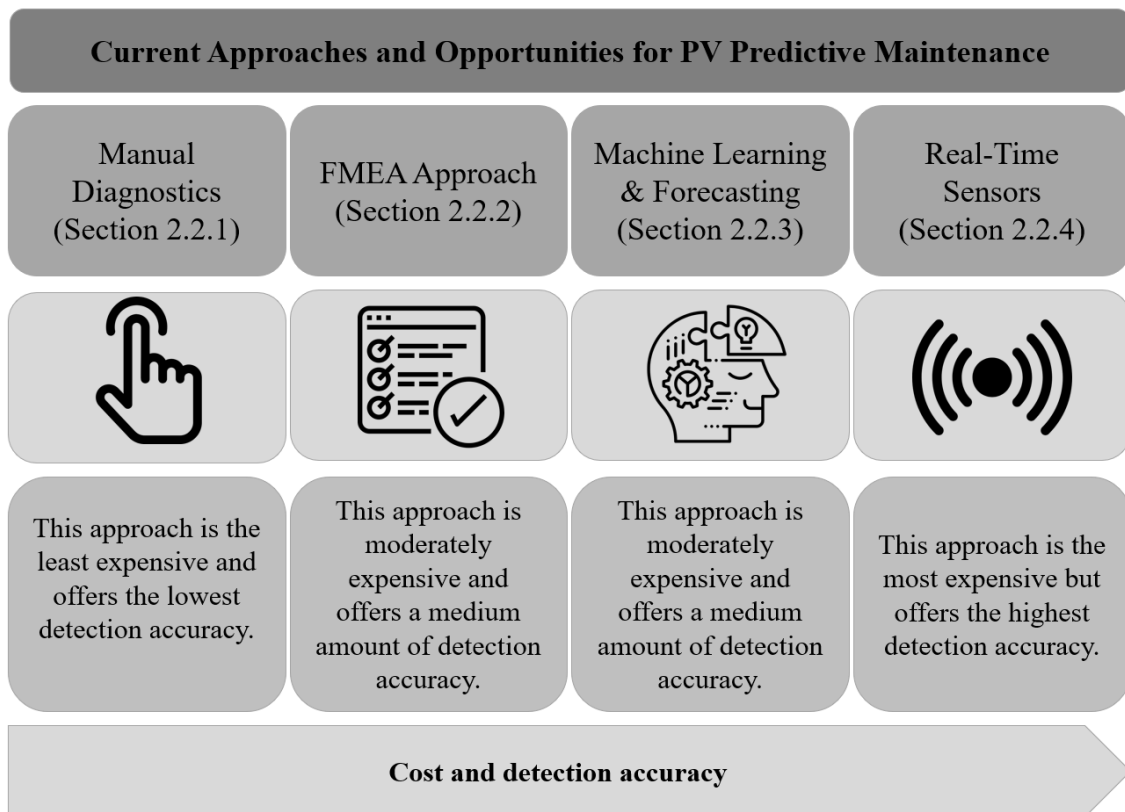 Current Approaches and Opportunities for PV Predictive Maintenance
Manual
Diagnostics
(Section 2.2.1)
FMEA Approach
(Section 2.2.2)
Machine Learning
& Forecasting
(Section 2.2.3)
Real-Time
Sensors
(Section 2.2.4)
This approach is the
least expensive and
offers the lowest
detection accuracy.
This approach is
moderately
expensive and
offers a medium
amount of detection
accuracy.
This approach is
moderately
expensive and
offers a medium
amount of detection
accuracy.
This approach is the
most expensive but
offers the highest
detection accuracy.
Cost and detection accuracy